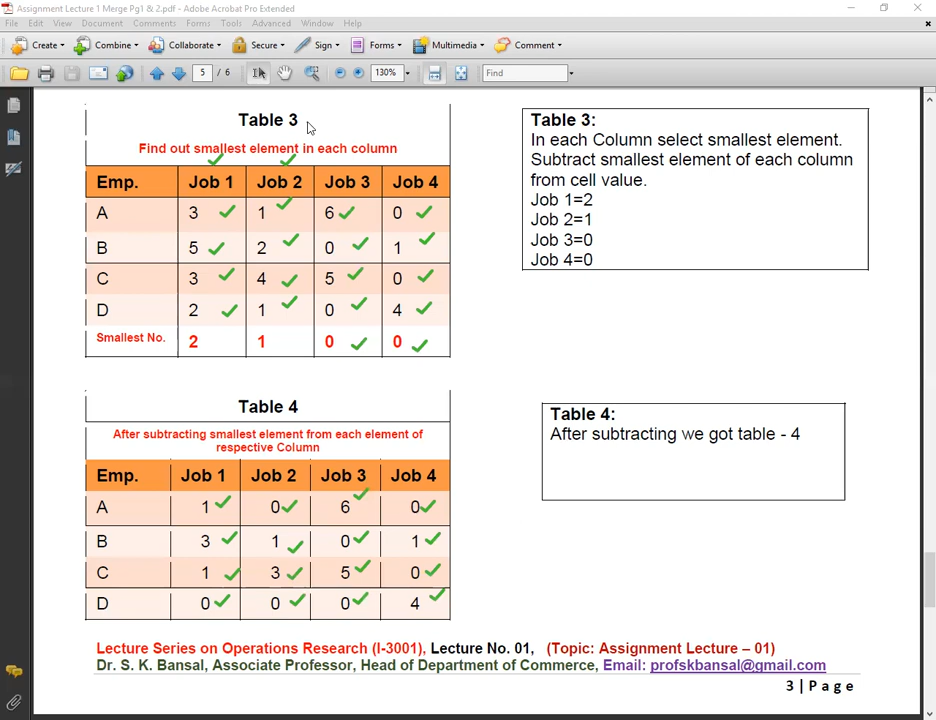 Assignment Lecture 1 Merge Pg1 & 2.pdf - Adobe Acrobat Pro Extended
File Edit View Document Comments Forms Tools Advanced Window Help
Create Combine Collaborate Secure Sign Forms Multimedia Comment
5 / 6 130% Find
Table 3
Find out smallest element in each column
Emp. Job 1 Job 2 Job 3 Job 4
A 3 1 6 0
B 5 2 0 1
C 3 4 5 0
D 2 1 0 4
Smallest No. 2 1 0 0
Table 3:
In each Column select smallest element.
Subtract smallest element of each column
from cell value.
Job 1=2
Job 2=1
Job 3=0
Job 4=0
Table 4
After subtracting smallest element from each element of
respective Column
Emp. Job 1 Job 2 Job 3 Job 4
A 1 0 6 0
B 3 1 0 1
C 1 3 5 0
D 0 0 0 4
Table 4:
After subtracting we got table - 4
Lecture Series on Operations Research (I-3001), Lecture No. 01, (Topic: Assignment Lecture – 01)
Dr. S. K. Bansal, Associate Professor, Head of Department of Commerce, Email: profskbansal@gmail.com
3 | P a g e